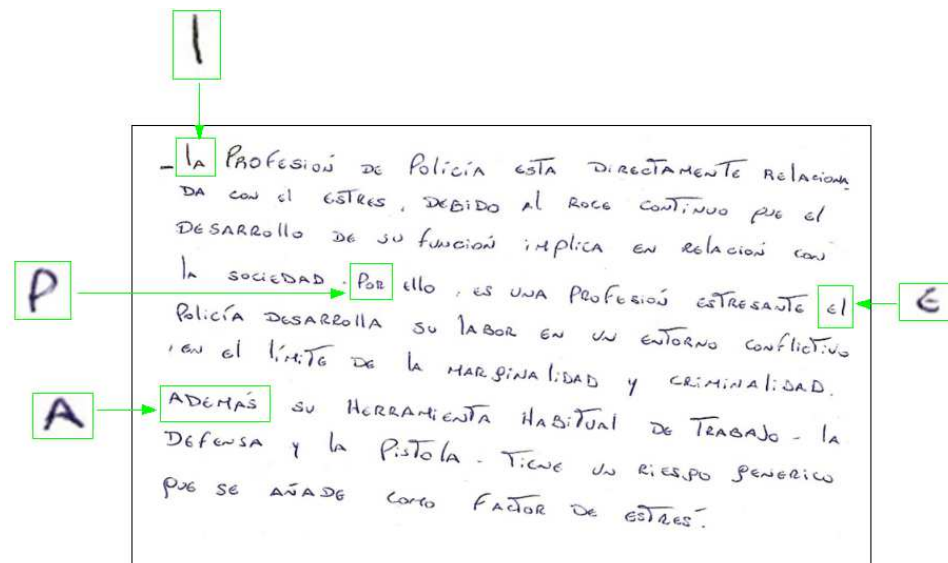 l
_ lA PROfESIÓN DE POlicíA ESTA DIRECTAMENTE RElACIONA
DA CON El ESTRES, DEBIDO Al ROCE CONTINUO QUE El
DESARROllO DE SU fUNCIÓN iMPlicA EN RElACION CON
lA SOCIEDAD. POR Ello, ES UNA PROfESIÓN ESTRESANTE El
P
E
POlicíA DESARROllA SU lABOR EN UN ENTORNO CONflicTiVO
, EN El líMiTE DE lA MARGINAliDAD y CRIMINAliDAD.
A
ADEMÁS SU HERRAMIENTA HABITUAl DE TRABAJO - lA
DEfENSA y lA PISTOlA - TIENE UN RIESGO GENERICO
QUE SE AÑADE COMO fACTOR DE ESTRÉS.